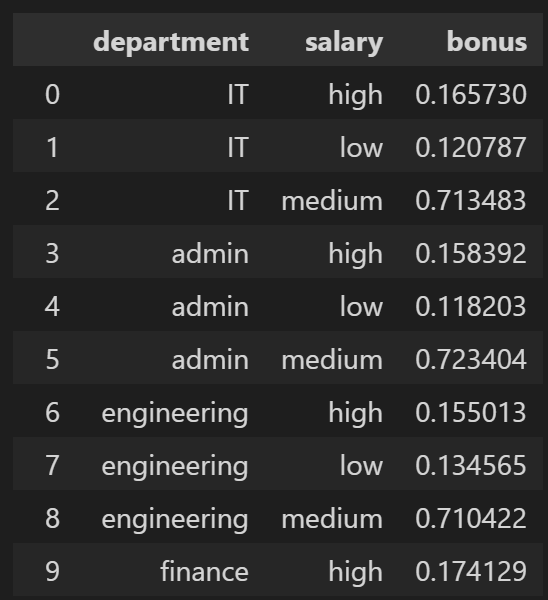 department salary bonus
0 IT high 0.165730
1 IT low 0.120787
2 IT medium 0.713483
3 admin high 0.158392
4 admin low 0.118203
5 admin medium 0.723404
6 engineering high 0.155013
7 engineering low 0.134565
8 engineering medium 0.710422
9 finance high 0.174129